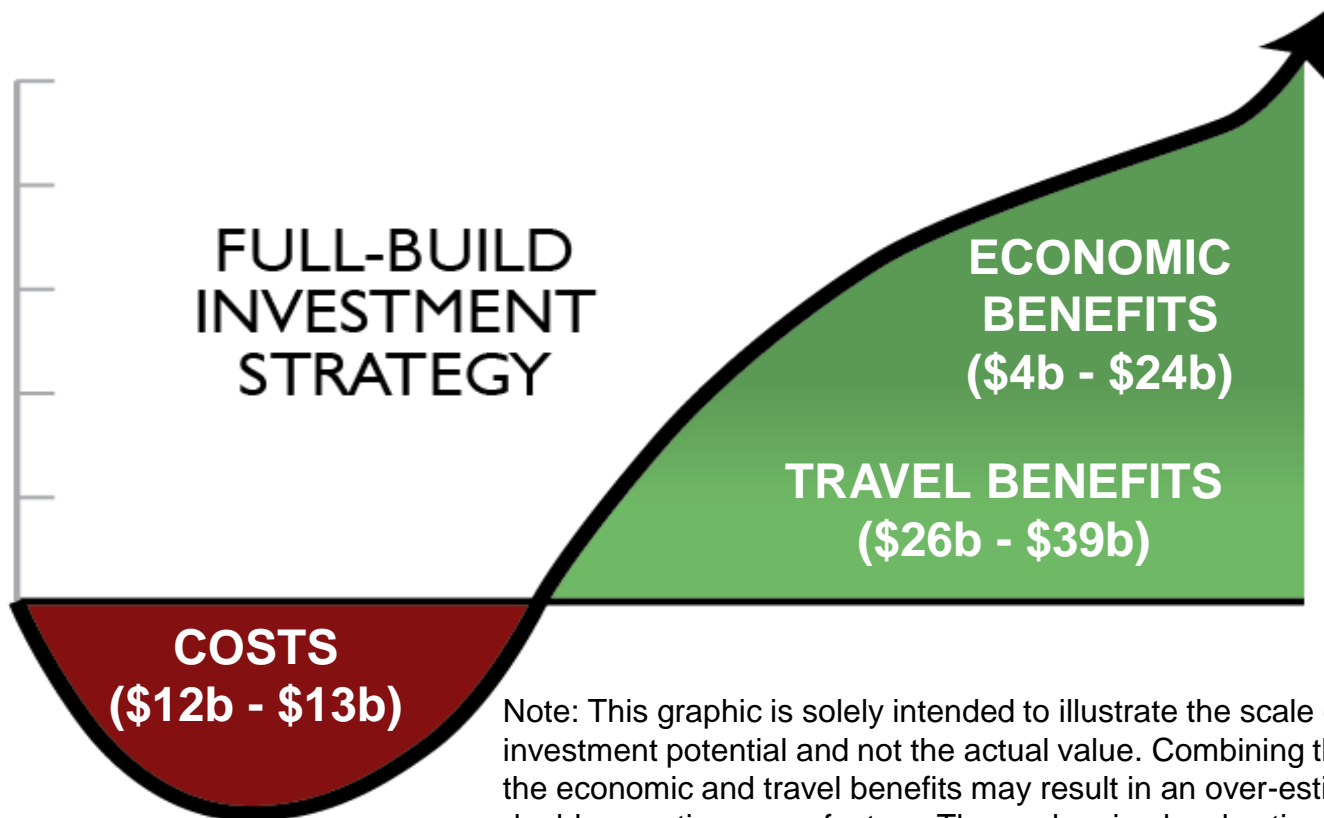 FULL-BUILD
INVESTMENT
STRATEGY
ECONOMIC
BENEFITS
($4b - $24b)
TRAVEL BENEFITS
($26b - $39b)
COSTS
($12b - $13b)
Note: This graphic is solely intended to illustrate the scale
investment potential and not the actual value. Combining
the economic and travel benefits may result in an